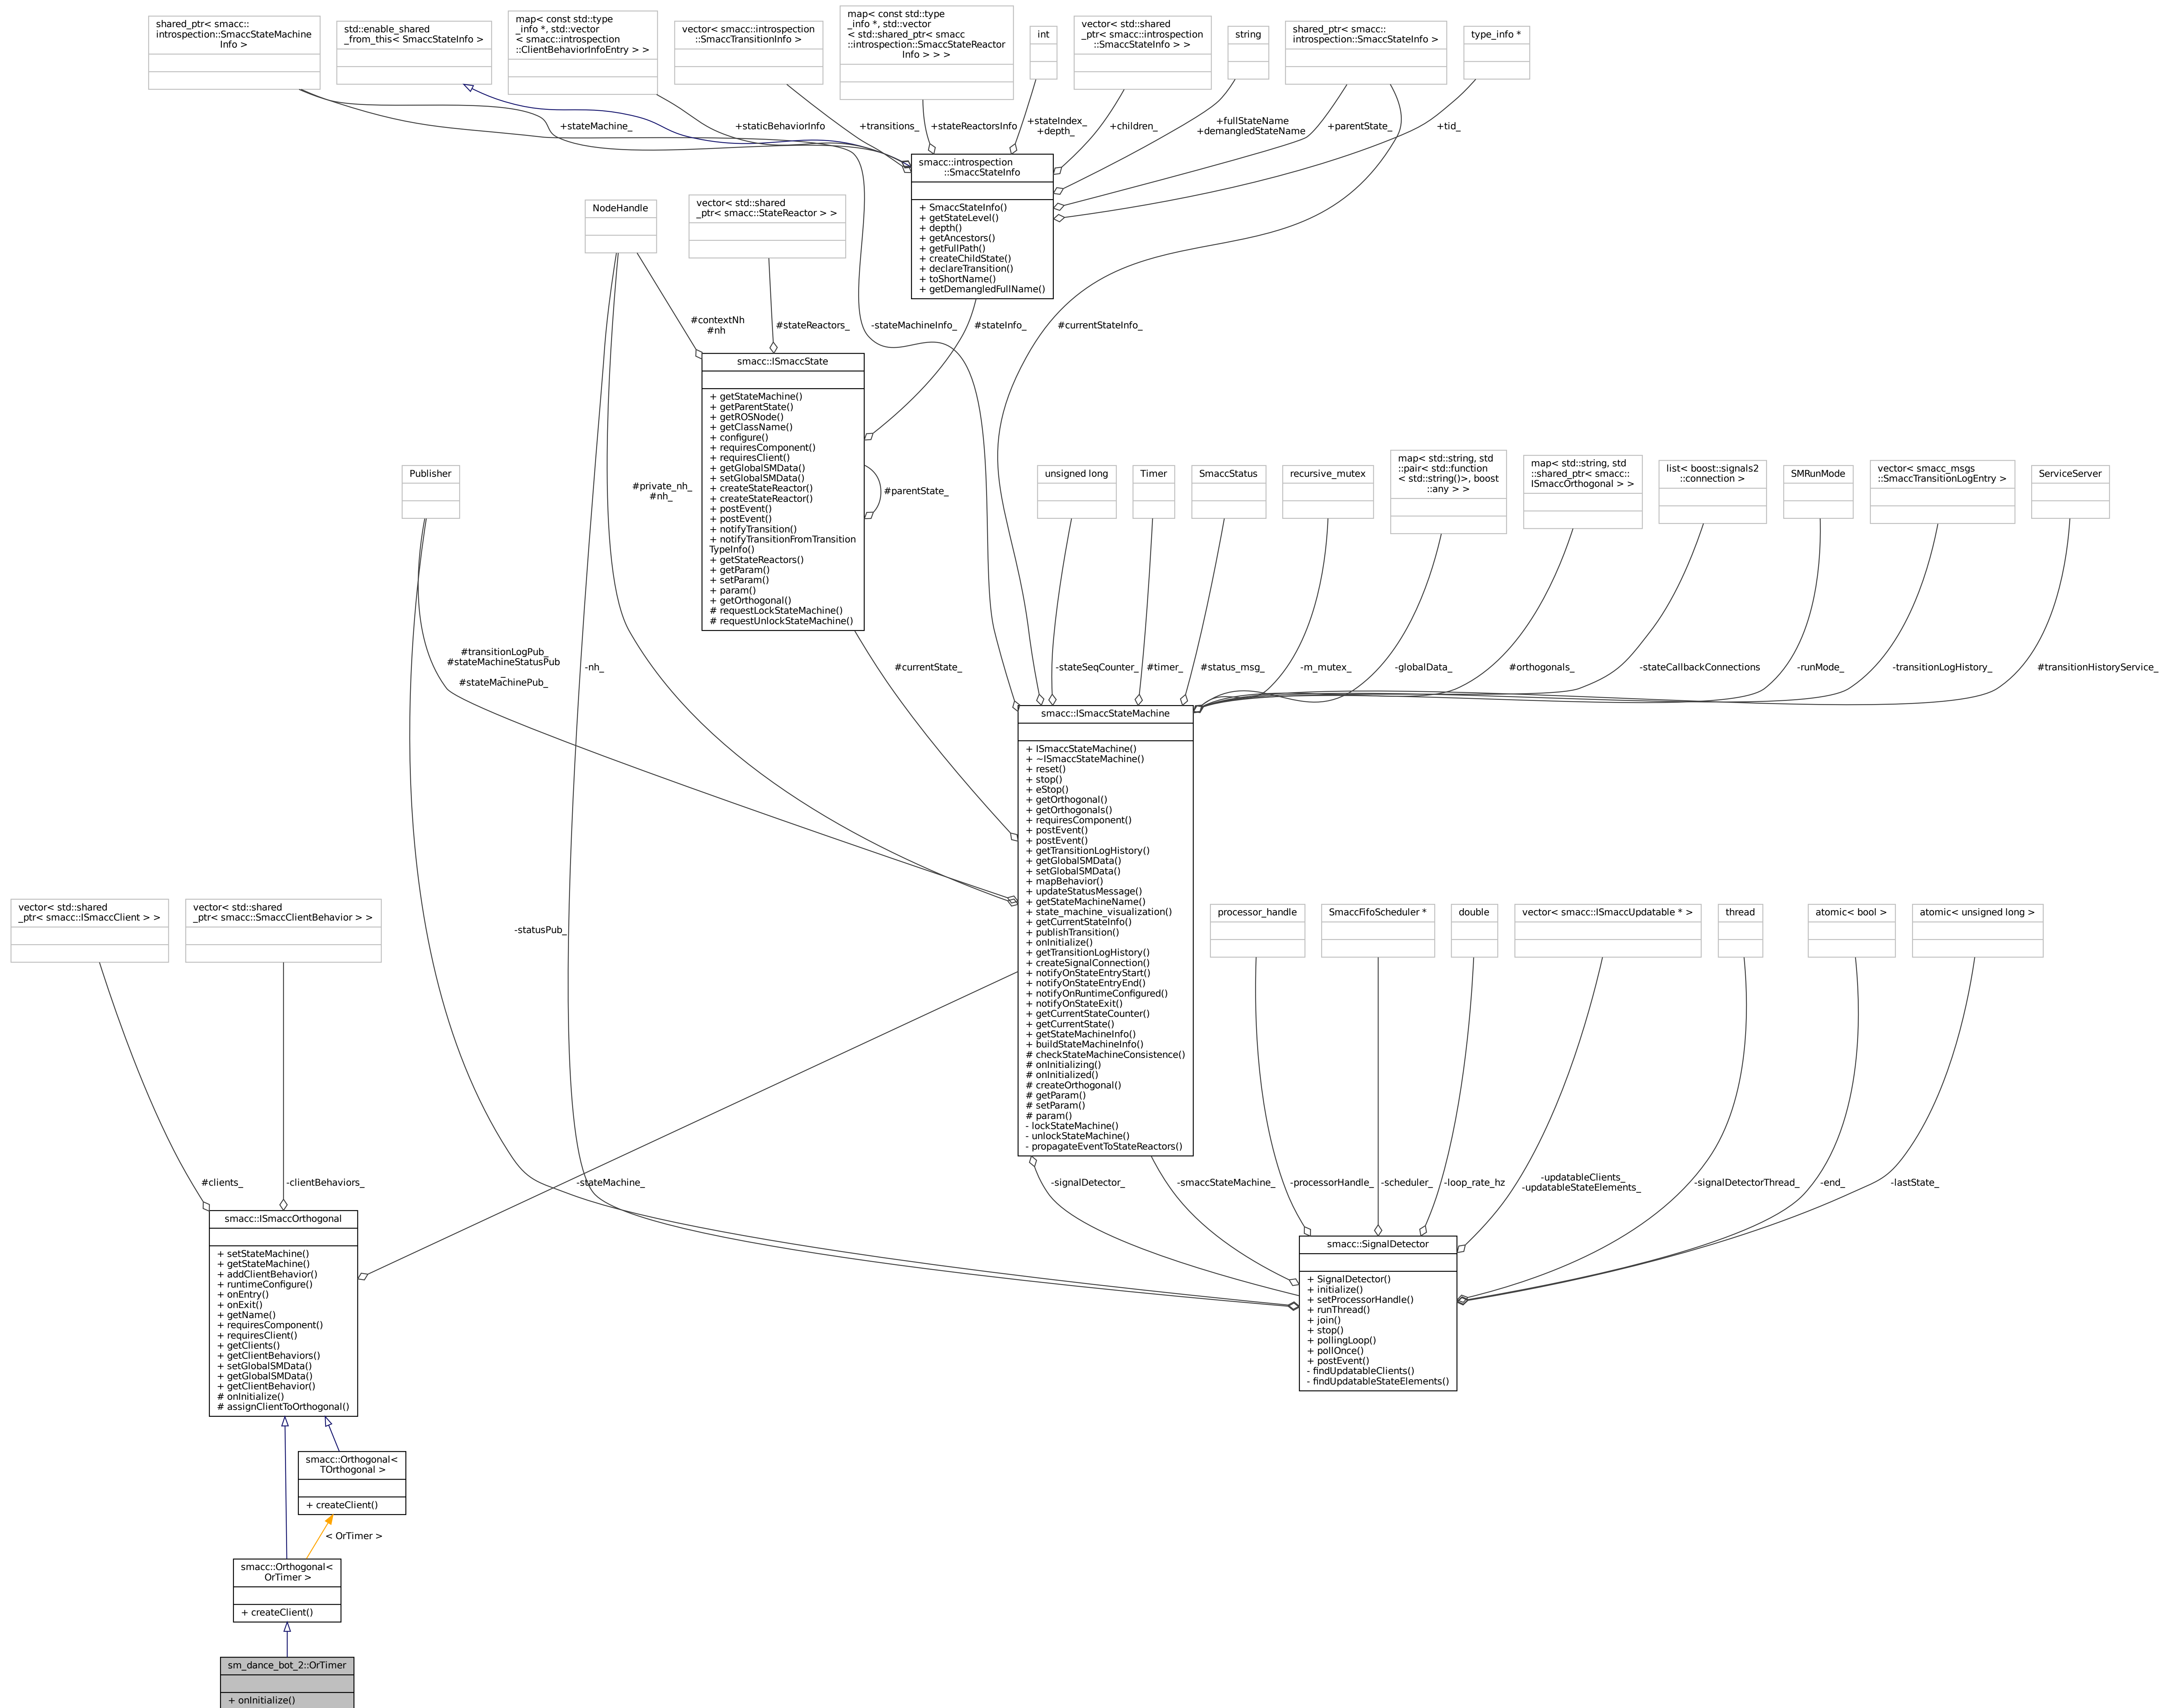 shared_ptr< smacc::
introspection::SmaccStateMachine
Info >
std::enable_shared
_from_this< SmaccStateInfo >
map< const std::type
_info *, std::vector
< smacc::introspection
::ClientBehaviorInfoEntry > >
vector< smacc::introspection
::SmaccTransitionInfo >
map< const std::type
_info *, std::vector
< std::shared_ptr< smacc
::introspection::SmaccStateReactor
Info > > >
int
vector< std::shared
_ptr< smacc::introspection
::SmaccStateInfo > >
string
shared_ptr< smacc::
introspection::SmaccStateInfo >
type_info *
+stateMachine_
+staticBehaviorInfo
+transitions_
+stateReactorsInfo
+stateIndex_
+depth_
+children_
+fullStateName
+demangledStateName
+parentState_
+tid_
smacc::introspection
::SmaccStateInfo
+ SmaccStateInfo()
+ getStateLevel()
+ depth()
+ getAncestors()
+ getFullPath()
+ createChildState()
+ declareTransition()
+ toShortName()
+ getDemangledFullName()
NodeHandle
vector< std::shared
_ptr< smacc::StateReactor > >
#contextNh
#nh
#stateReactors_
-stateMachineInfo_
#stateInfo_
#currentStateInfo_
smacc::ISmaccState
+ getStateMachine()
+ getParentState()
+ getROSNode()
+ getClassName()
+ configure()
+ requiresComponent()
+ requiresClient()
+ getGlobalSMData()
+ setGlobalSMData()
+ createStateReactor()
+ createStateReactor()
+ postEvent()
+ postEvent()
+ notifyTransition()
+ notifyTransitionFromTransition
TypeInfo()
+ getStateReactors()
+ getParam()
+ setParam()
+ param()
+ getOrthogonal()
# requestLockStateMachine()
# requestUnlockStateMachine()
#parentState_
Publisher
#private_nh_
#nh_
unsigned long
Timer
SmaccStatus
recursive_mutex
map< std::string, std
::pair< std::function
< std::string()>, boost
::any > >
map< std::string, std
::shared_ptr< smacc::
ISmaccOrthogonal > >
list< boost::signals2
::connection >
SMRunMode
vector< smacc_msgs
::SmaccTransitionLogEntry >
ServiceServer
#transitionLogPub_
#stateMachineStatusPub
_
#stateMachinePub_
-nh_
#currentState_
-stateSeqCounter_
#timer_
#status_msg_
-m_mutex_
-globalData_
#orthogonals_
-stateCallbackConnections
-runMode_
-transitionLogHistory_
#transitionHistoryService_
smacc::ISmaccStateMachine
+ ISmaccStateMachine()
+ ~ISmaccStateMachine()
+ reset()
+ stop()
+ eStop()
+ getOrthogonal()
+ getOrthogonals()
+ requiresComponent()
+ postEvent()
+ postEvent()
+ getTransitionLogHistory()
+ getGlobalSMData()
+ setGlobalSMData()
+ mapBehavior()
+ updateStatusMessage()
+ getStateMachineName()
+ state_machine_visualization()
+ getCurrentStateInfo()
+ publishTransition()
+ onInitialize()
+ getTransitionLogHistory()
+ createSignalConnection()
+ notifyOnStateEntryStart()
+ notifyOnStateEntryEnd()
+ notifyOnRuntimeConfigured()
+ notifyOnStateExit()
+ getCurrentStateCounter()
+ getCurrentState()
+ getStateMachineInfo()
+ buildStateMachineInfo()
# checkStateMachineConsistence()
# onInitializing()
# onInitialized()
# createOrthogonal()
# getParam()
# setParam()
# param()
- lockStateMachine()
- unlockStateMachine()
- propagateEventToStateReactors()
vector< std::shared
_ptr< smacc::ISmaccClient > >
vector< std::shared
_ptr< smacc::SmaccClientBehavior > >
-statusPub_
processor_handle
SmaccFifoScheduler *
double
vector< smacc::ISmaccUpdatable * >
thread
atomic< bool >
atomic< unsigned long >
#clients_
-clientBehaviors_
-stateMachine_
-signalDetector_
-smaccStateMachine_
-processorHandle_
-scheduler_
-loop_rate_hz
-updatableClients_
-updatableStateElements_
-signalDetectorThread_
-end_
-lastState_
smacc::ISmaccOrthogonal
+ setStateMachine()
+ getStateMachine()
+ addClientBehavior()
+ runtimeConfigure()
+ onEntry()
+ onExit()
+ getName()
+ requiresComponent()
+ requiresClient()
+ getClients()
+ getClientBehaviors()
+ setGlobalSMData()
+ getGlobalSMData()
+ getClientBehavior()
# onInitialize()
# assignClientToOrthogonal()
smacc::SignalDetector
+ SignalDetector()
+ initialize()
+ setProcessorHandle()
+ runThread()
+ join()
+ stop()
+ pollingLoop()
+ pollOnce()
+ postEvent()
- findUpdatableClients()
- findUpdatableStateElements()
smacc::Orthogonal<
TOrthogonal >
+ createClient()
< OrTimer >
smacc::Orthogonal<
OrTimer >
+ createClient()
sm_dance_bot_2::OrTimer
+ onInitialize()